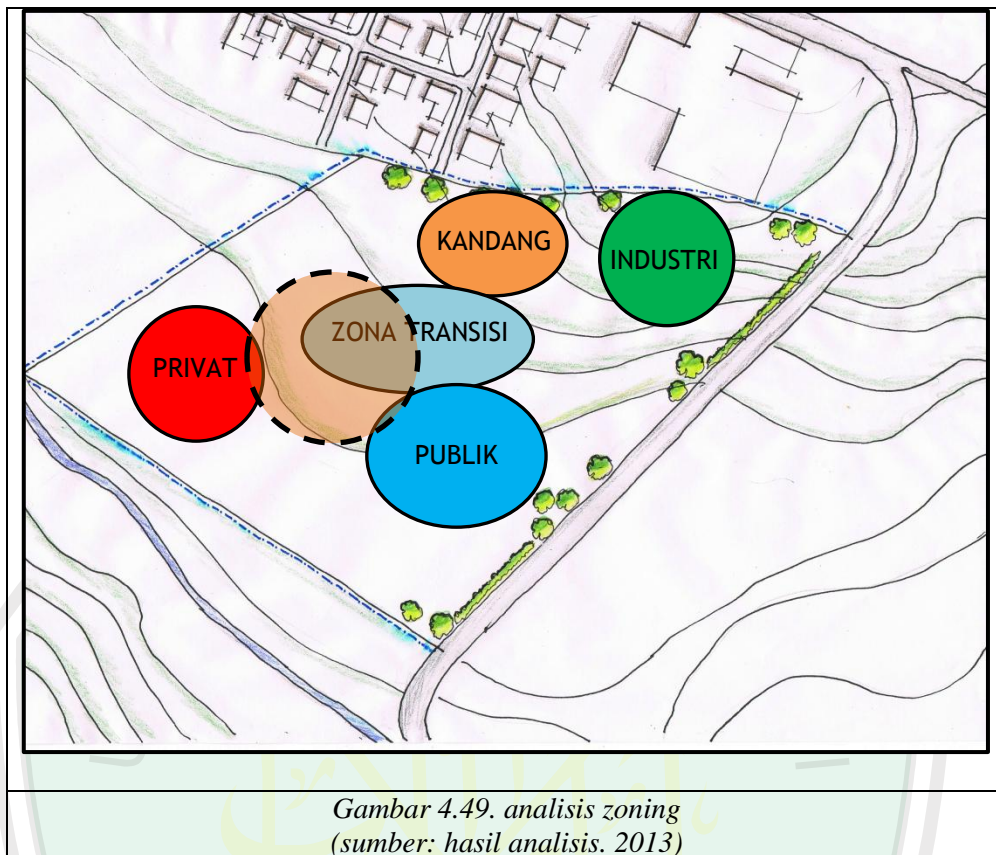 KANDANG
INDUSTRI
ZONA TRANSISI
PRIVAT
PUBLIK
Gambar 4.49. analisis zoning
(sumber: hasil analisis. 2013)